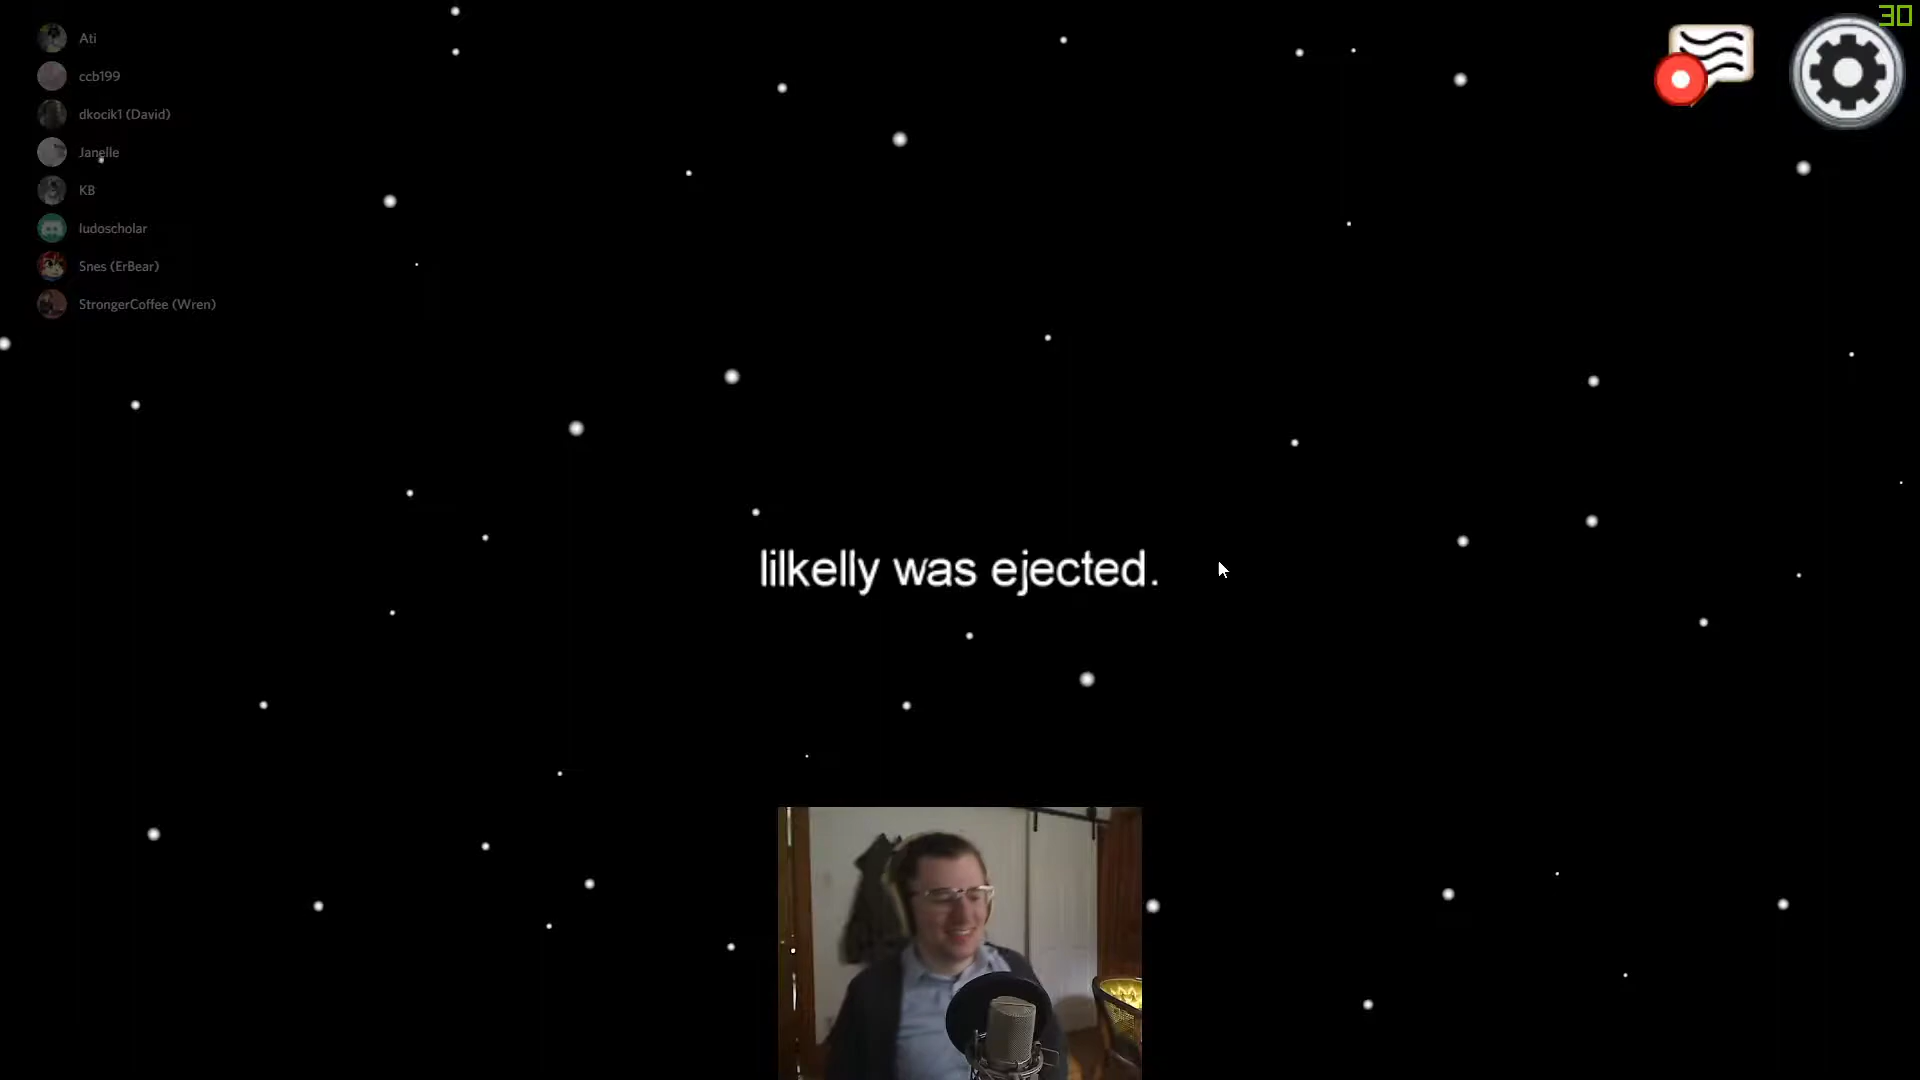 30
Ati
ccb199
dkocik1 (David)
Janelle
KB
ludoscholar
Snes (ErBear)
StrongerCoffee (Wren)
lilkelly was ejected.